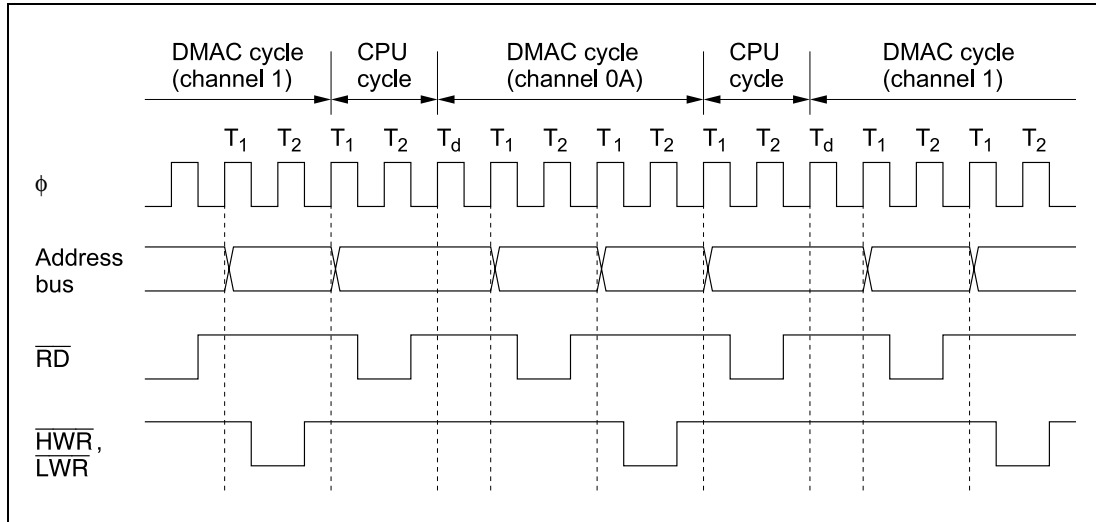 DMAC cycle CPU DMAC cycle CPU DMAC cycle
(channel 1) cycle (channel 0A) cycle (channel 1)
T1 T2 T1 T2 Td T1 T2 T1 T2 T1 T2 Td T1 T2 T1 T2
ϕ
Address
bus
RD
HWR,
LWR